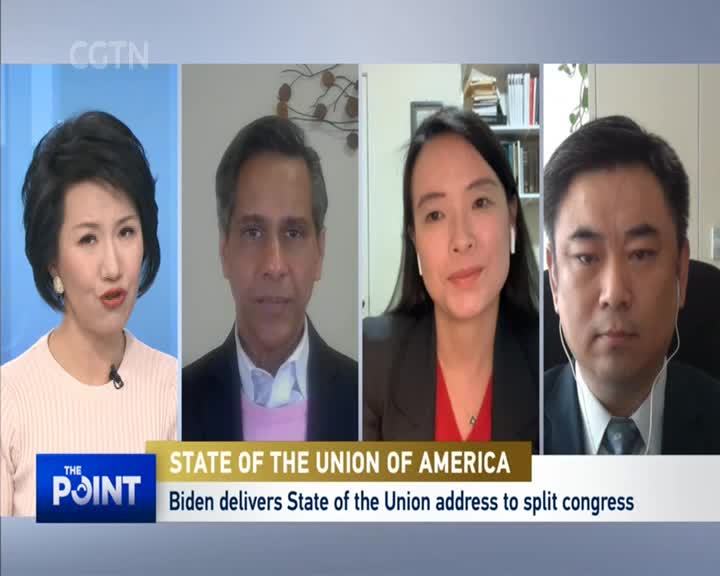 CGTN
STATE OF THE UNION OF AMERICA
THE
POINT
Biden delivers State of the Union address to split congress